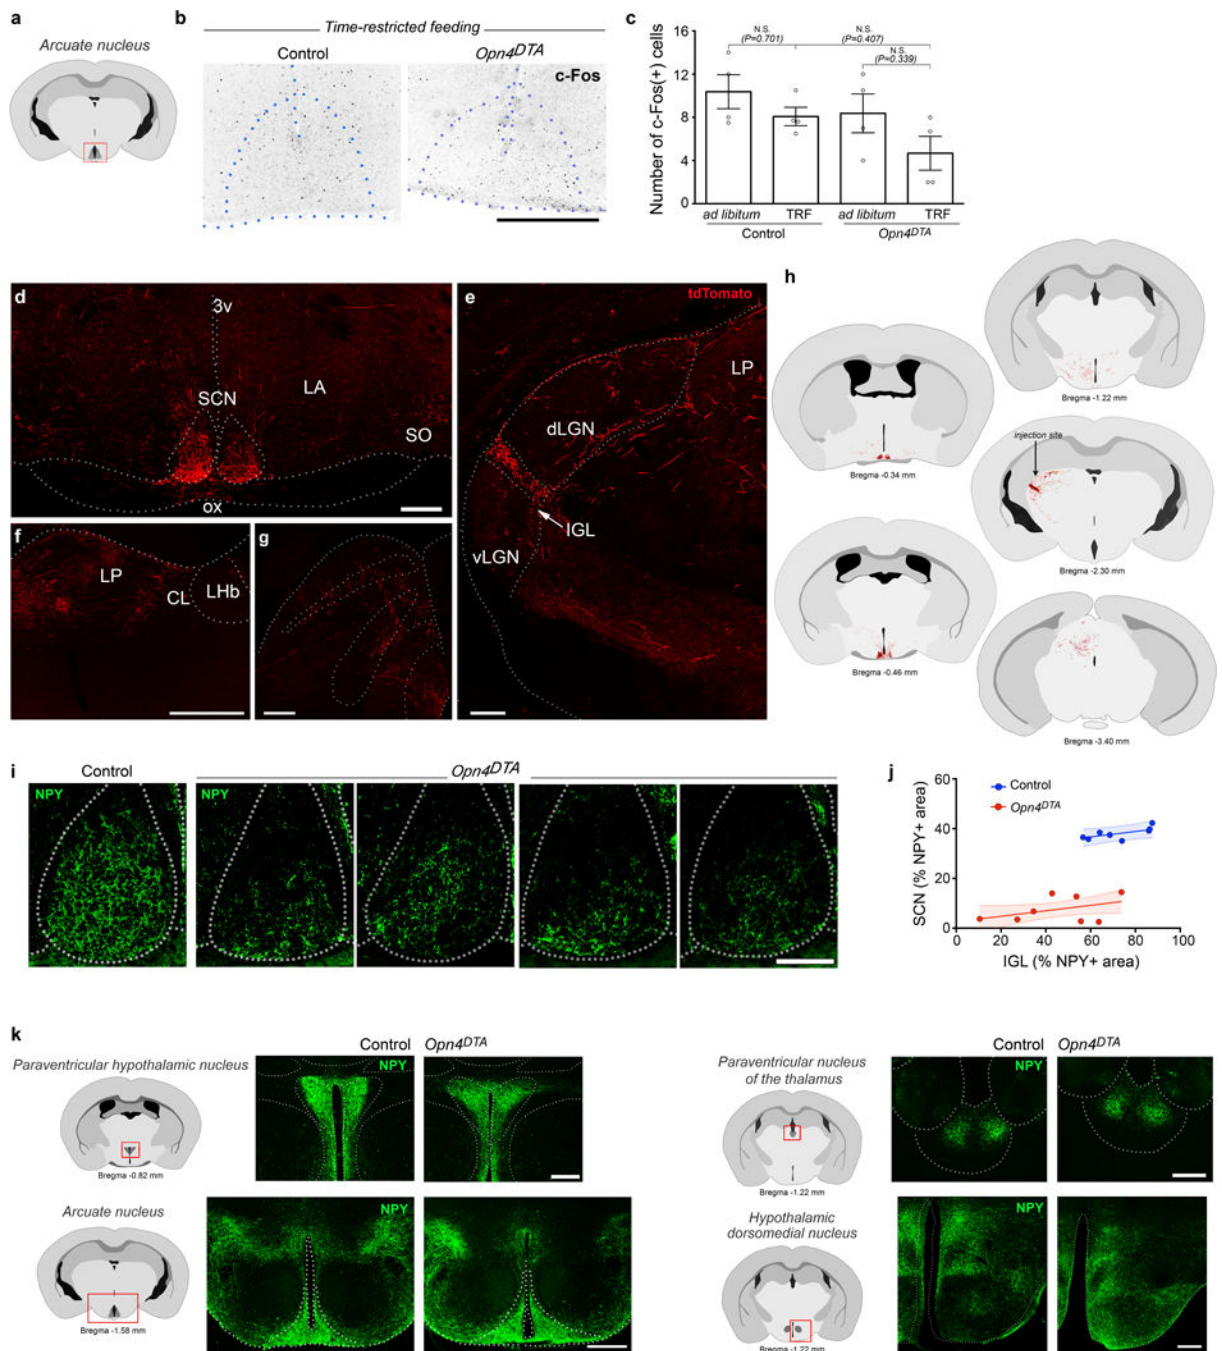 a
Arcuate nucleus
b
Time-restricted feeding
Control
Opn4DTA
c-Fos
c
Number of c-Fos(+) cells
16
12
8
4
0
N.S.
(P=0.701)
N.S.
(P=0.407)
N.S.
(P=0.339)
ad libitum
TRF
ad libitum
TRF
Control
Opn4DTA
d
3v
SCN
LA
SO
ox
e
tdTomato
LP
dLGN
IGL
vLGN
f
LP
CL
LHb
g
h
Bregma -1.22 mm
Bregma -0.34 mm
injection site
Bregma -2.30 mm
Bregma -0.46 mm
Bregma -3.40 mm
i
Control
Opn4DTA
NPY
NPY
j
Control
Opn4DTA
SCN (% NPY+ area)
60
40
20
0
0
20
40
60
80
100
IGL (% NPY+ area)
k
Control
Opn4DTA
Paraventricular hypothalamic nucleus
NPY
Bregma -0.82 mm
Arcuate nucleus
NPY
Bregma -1.58 mm
Control
Opn4DTA
Paraventricular nucleus
of the thalamus
NPY
Bregma -1.22 mm
Hypothalamic
dorsomedial nucleus
NPY
Bregma -1.22 mm